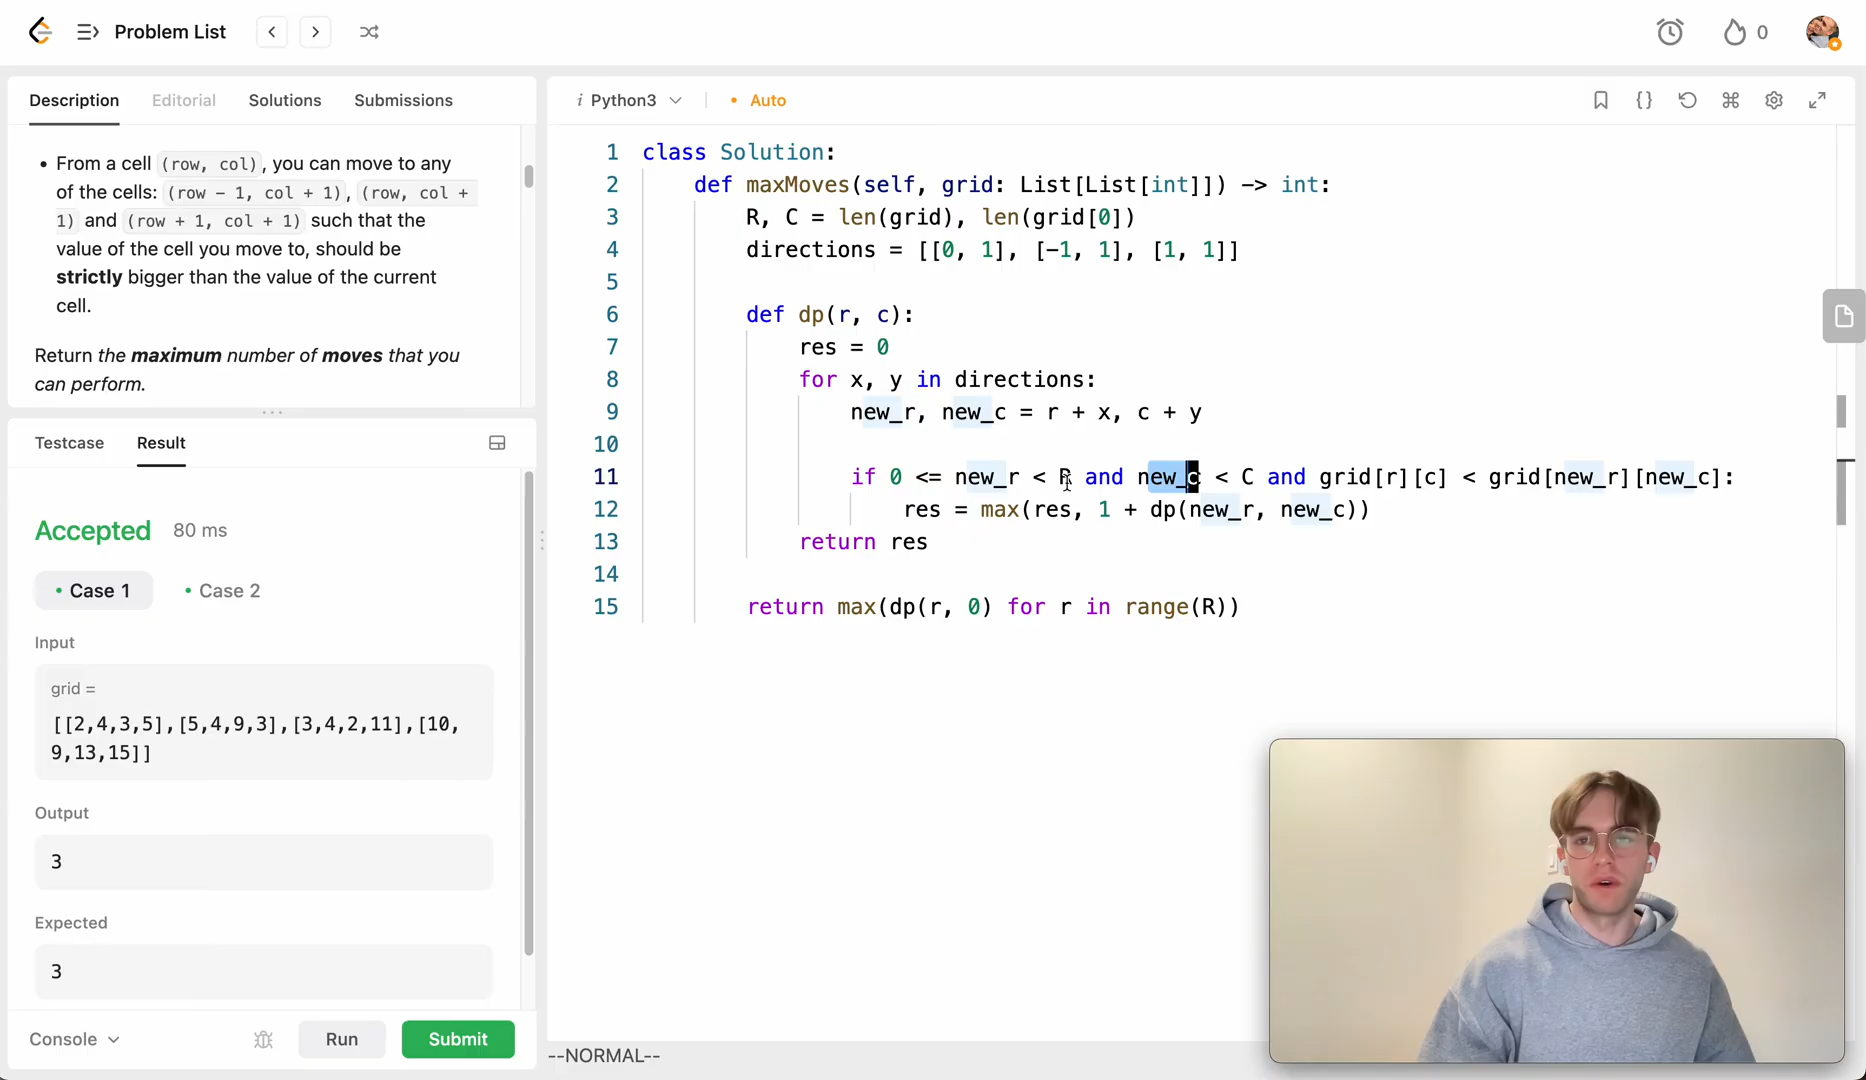 Problem List
0
Description
Editorial
Solutions
Submissions
• From a cell (row, col), you can move to any
of the cells: (row - 1, col + 1), (row, col +
1) and (row + 1, col + 1) such that the
value of the cell you move to, should be
strictly bigger than the value of the current
cell.
Return the maximum number of moves that you
can perform.
Testcase
Result
Accepted 80 ms
• Case 1
• Case 2
Input
grid =
[[2,4,3,5],[5,4,9,3],[3,4,2,11],[10,
9,13,15]]
Output
3
Expected
3
Console
Run
Submit
i Python3
• Auto
1 class Solution:
2 def maxMoves(self, grid: List[List[int]]) -> int:
3 R, C = len(grid), len(grid[0])
4 directions = [[0, 1], [-1, 1], [1, 1]]
5
6 def dp(r, c):
7 res = 0
8 for x, y in directions:
9 new_r, new_c = r + x, c + y
10
11 if 0 <= new_r < R and new_c < C and grid[r][c] < grid[new_r][new_c]:
12 res = max(res, 1 + dp(new_r, new_c))
13 return res
14
15 return max(dp(r, 0) for r in range(R))
--NORMAL--